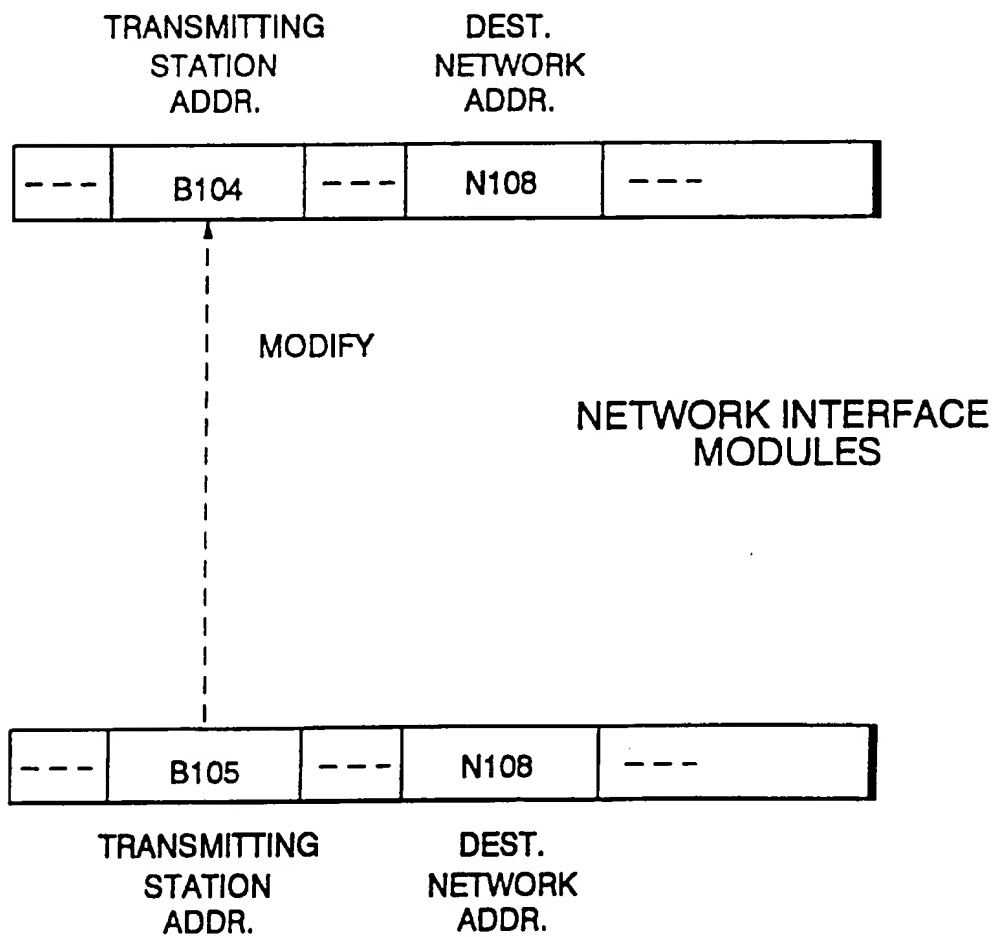 TRANSMITTING DEST.
STATION NETWORK
ADDR. ADDR.
--- B104 --- N108 ---
MODIFY
NETWORK INTERFACE
MODULES
--- B105 --- N108 ---
TRANSMITTING DEST.
STATION NETWORK
ADDR. ADDR.